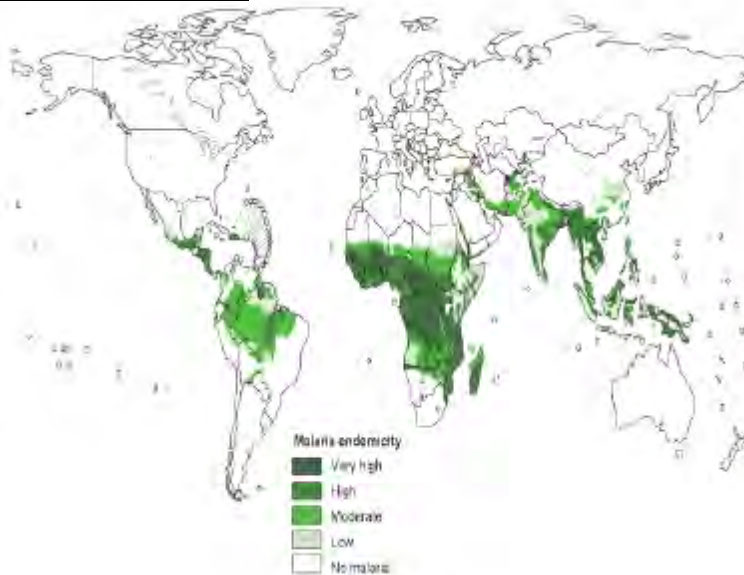 Malaria endemicity
Very high
High
Moderate
Low
No malaria